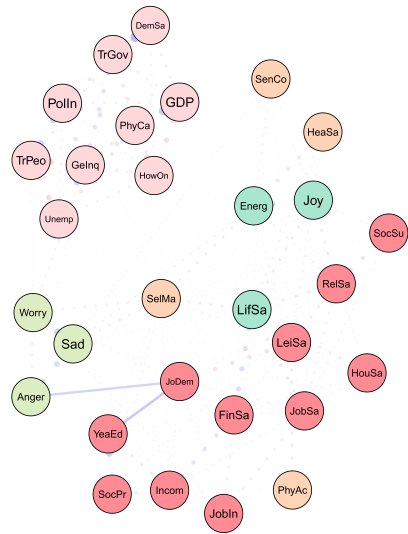 DemSa
TrGov
SenCo
PolIn
GDP
PhyCa
HeaSa
TrPeo
GeInq
HowOn
Energ
Joy
Unemp
SocSu
RelSa
SelMa
LifSa
Worry
Sad
LeiSa
HouSa
JoDem
Anger
FinSa
JobSa
YeaEd
SocPr
Incom
PhyAc
JobIn